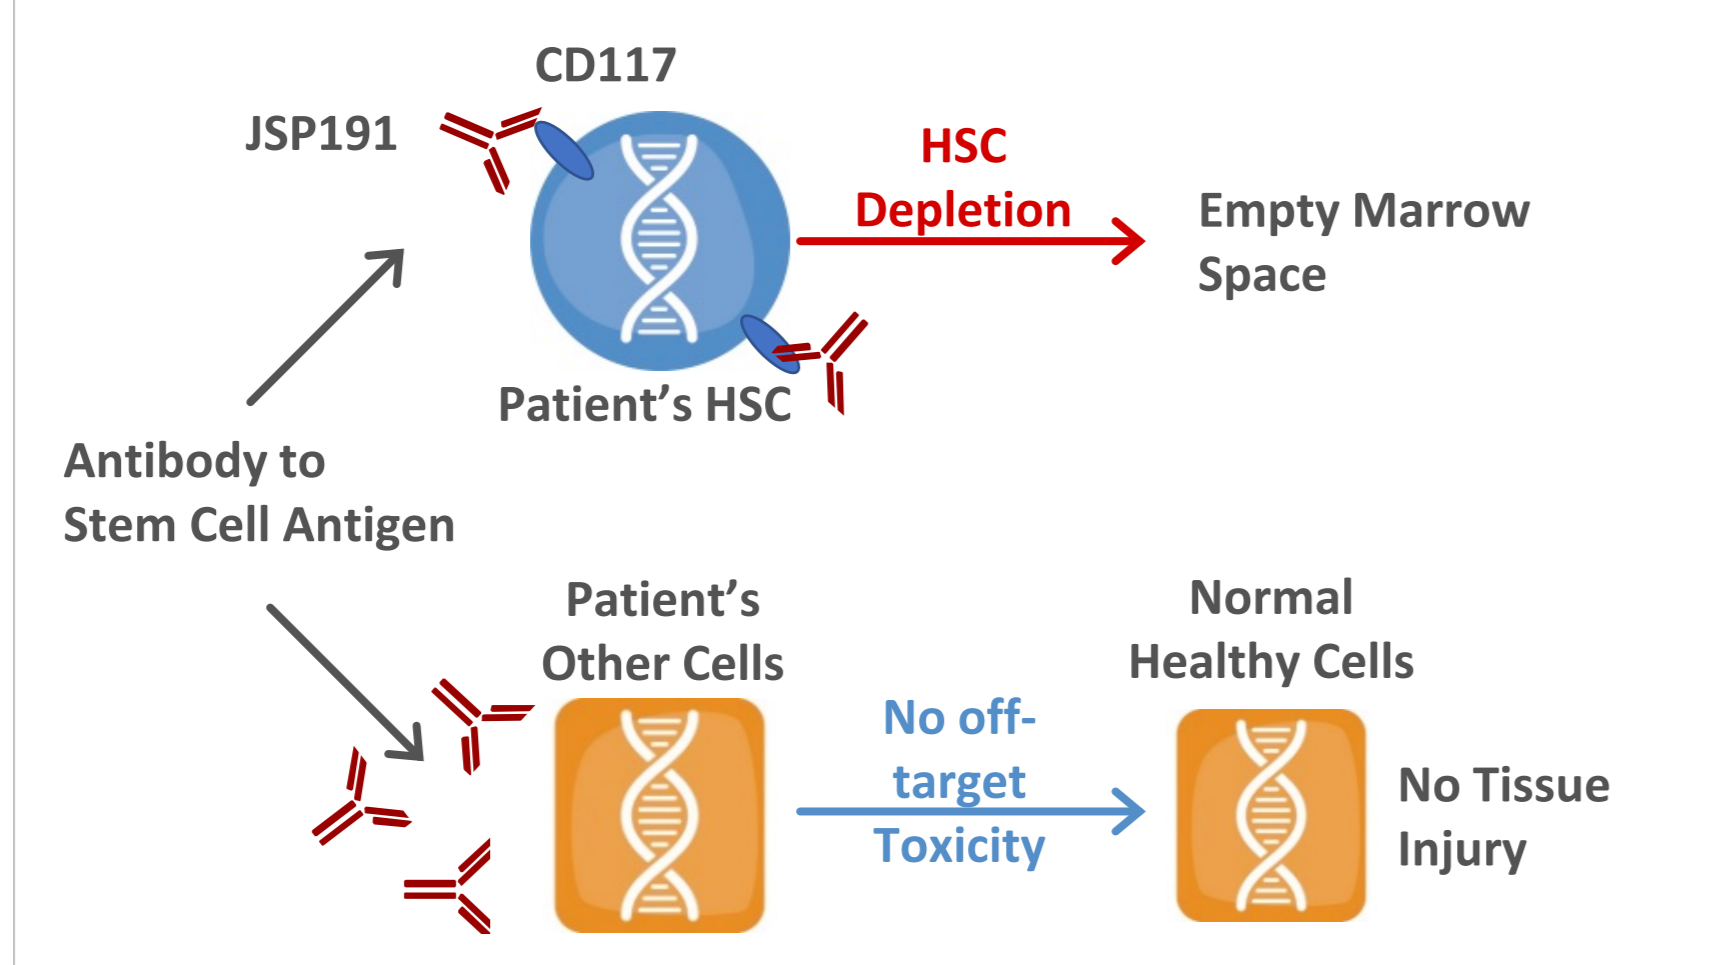 CD117
JSP191
HSC
Depletion
Empty Marrow
Space
Patient’s HSC
Antibody to
Stem Cell Antigen
Patient’s
Other Cells
No off-
target
Toxicity
Normal
Healthy Cells
No Tissue
Injury